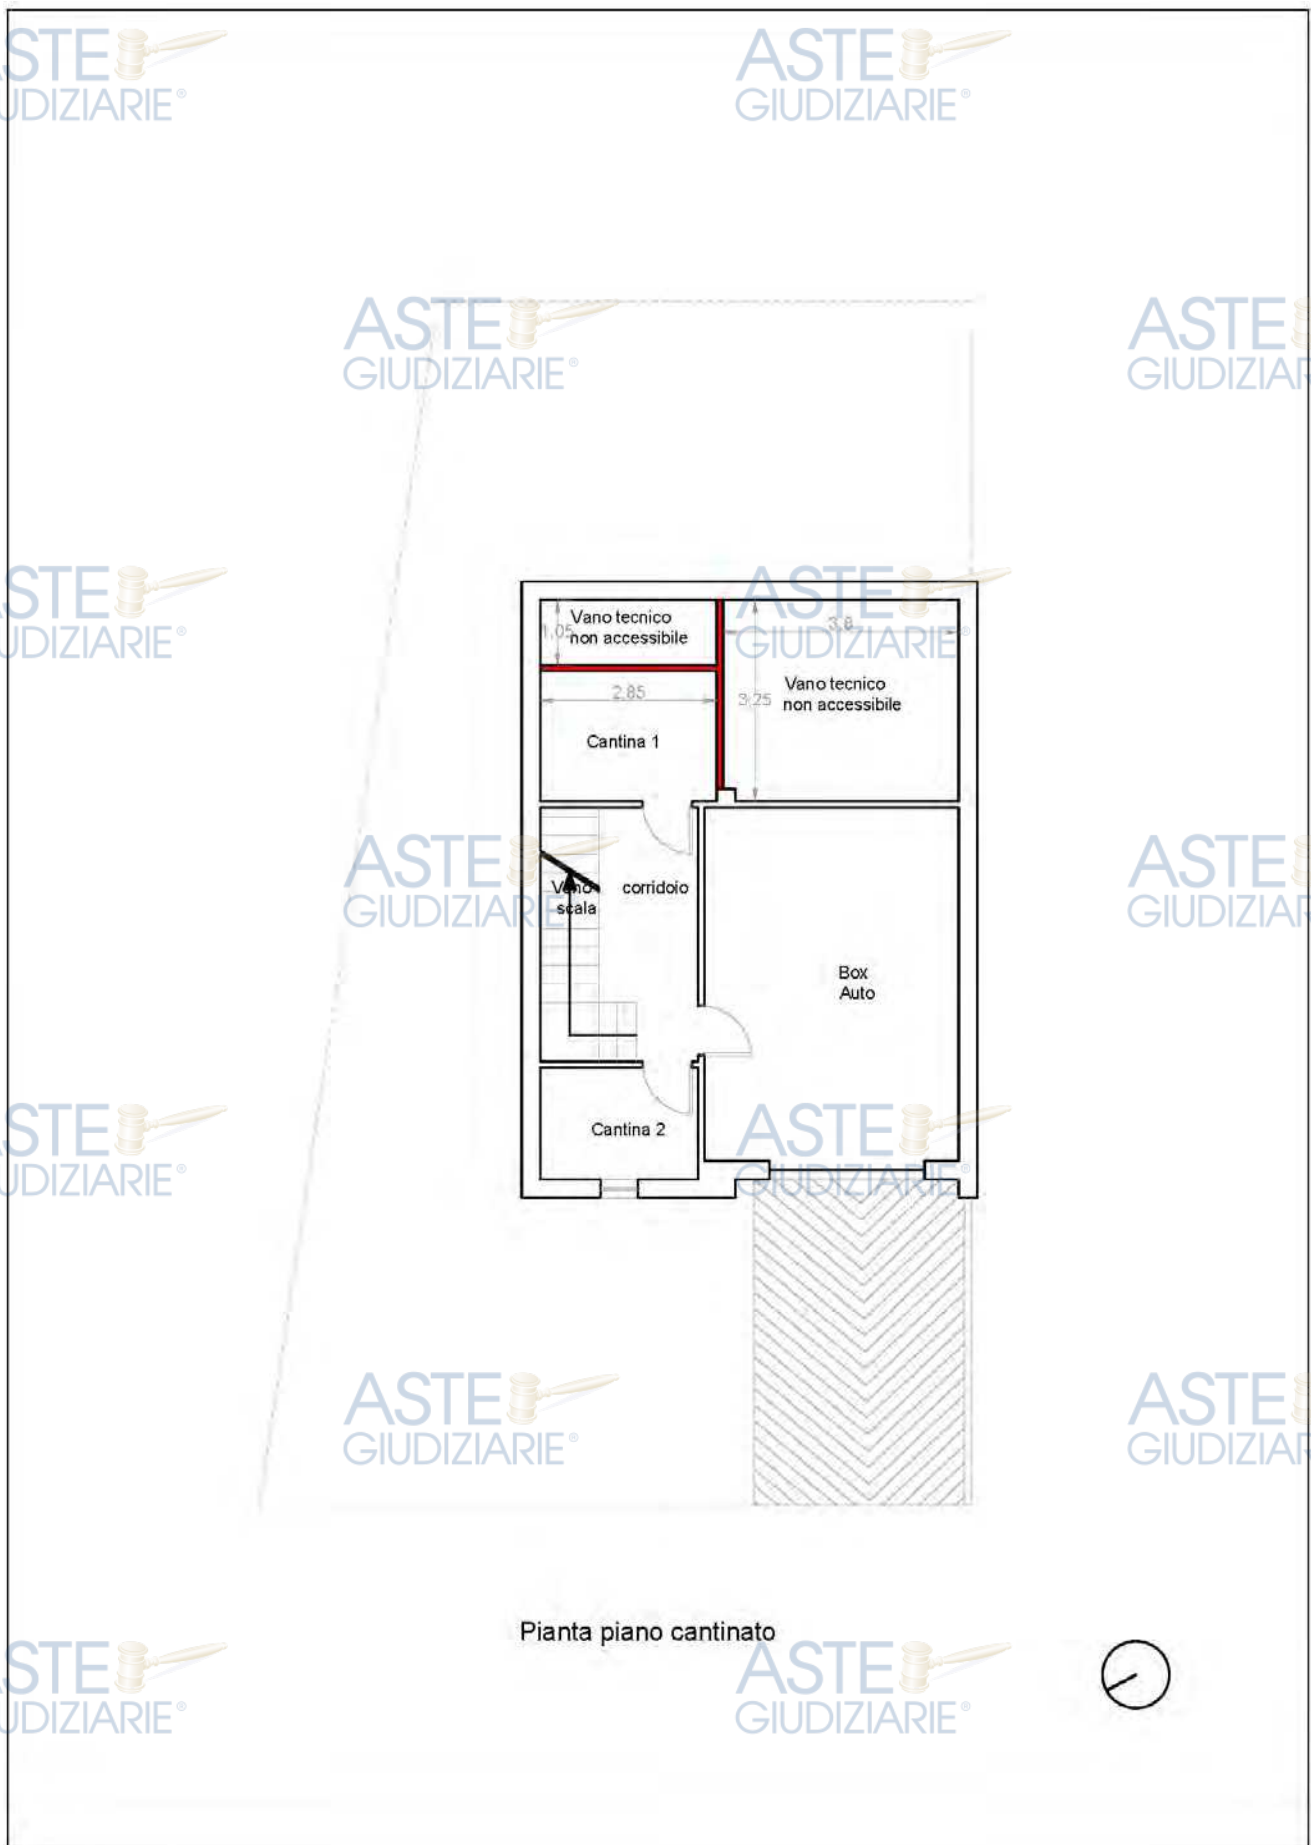 ASTE
GIUDIZIARIE®
Vano tecnico
non accessibile
1,05
3,8
2,85
3,25
Vano tecnico
non accessibile
Cantina 1
Vano
scala
corridoio
Box
Auto
Cantina 2
Pianta piano cantinato